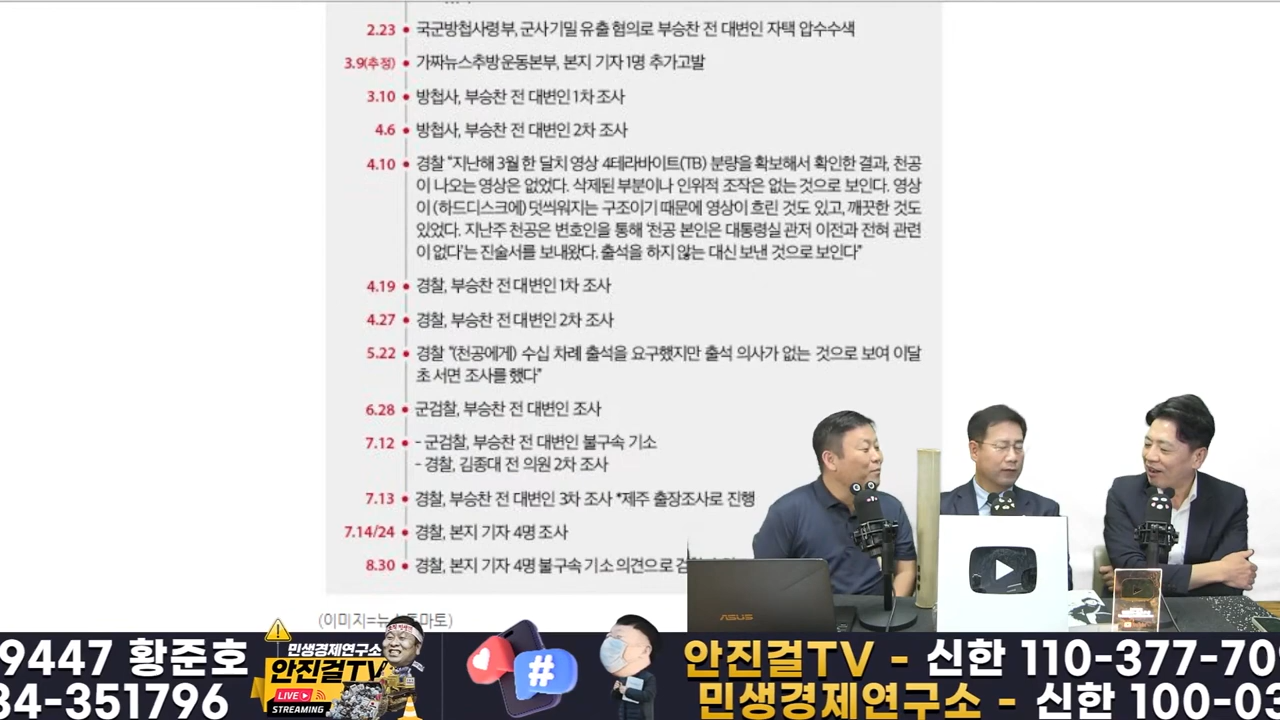 2.23 국군방첩사령부, 군사기밀 유출 혐의로 부승찬 전 대변인 자택 압수수색
3.9(추정) 가짜뉴스추방운동본부, 본지 기자 1명 추가고발
3.10 방첩사, 부승찬 전 대변인 1차 조사
4.6 방첩사, 부승찬 전 대변인 2차 조사
4.10 경찰 "지난해 3월 한 달치 영상 4테라바이트(TB) 분량을 확보해서 확인한 결과, 천공
이 나오는 영상은 없었다. 삭제된 부분이나 인위적 조작은 없는 것으로 보인다. 영상
이 (하드디스크에) 덧씌워지는 구조이기 때문에 영상이 흐린 것도 있고, 깨끗한 것도
있었다. 지난주 천공은 변호인을 통해 '천공 본인은 대통령실 관저 이전과 전혀 관련
이 없다'는 진술서를 보내왔다. 출석을 하지 않는 대신 보낸 것으로 보인다"
4.19 경찰, 부승찬 전 대변인 1차 조사
4.27 경찰, 부승찬 전 대변인 2차 조사
5.22 경찰 "(천공에게) 수십 차례 출석을 요구했지만 출석 의사가 없는 것으로 보여 이달
초 서면 조사를 했다"
6.28 군검찰, 부승찬 전 대변인 조사
7.12 - 군검찰, 부승찬 전 대변인 불구속 기소
- 경찰, 김종대 전 의원 2차 조사
7.13 경찰, 부승찬 전 대변인 3차 조사 *제주 출장조사로 진행
7.14/24 경찰, 본지 기자 4명 조사
8.30 경찰, 본지 기자 4명 불구속 기소 의견으로
(이미지=뉴스토마토)
ASUS
9447 황준호
34-351796
민생경제연구소
안진걸TV
LIVE
STREAMING
#
안진걸TV - 신한 110-377-709
민생경제연구소 - 신한 100-03